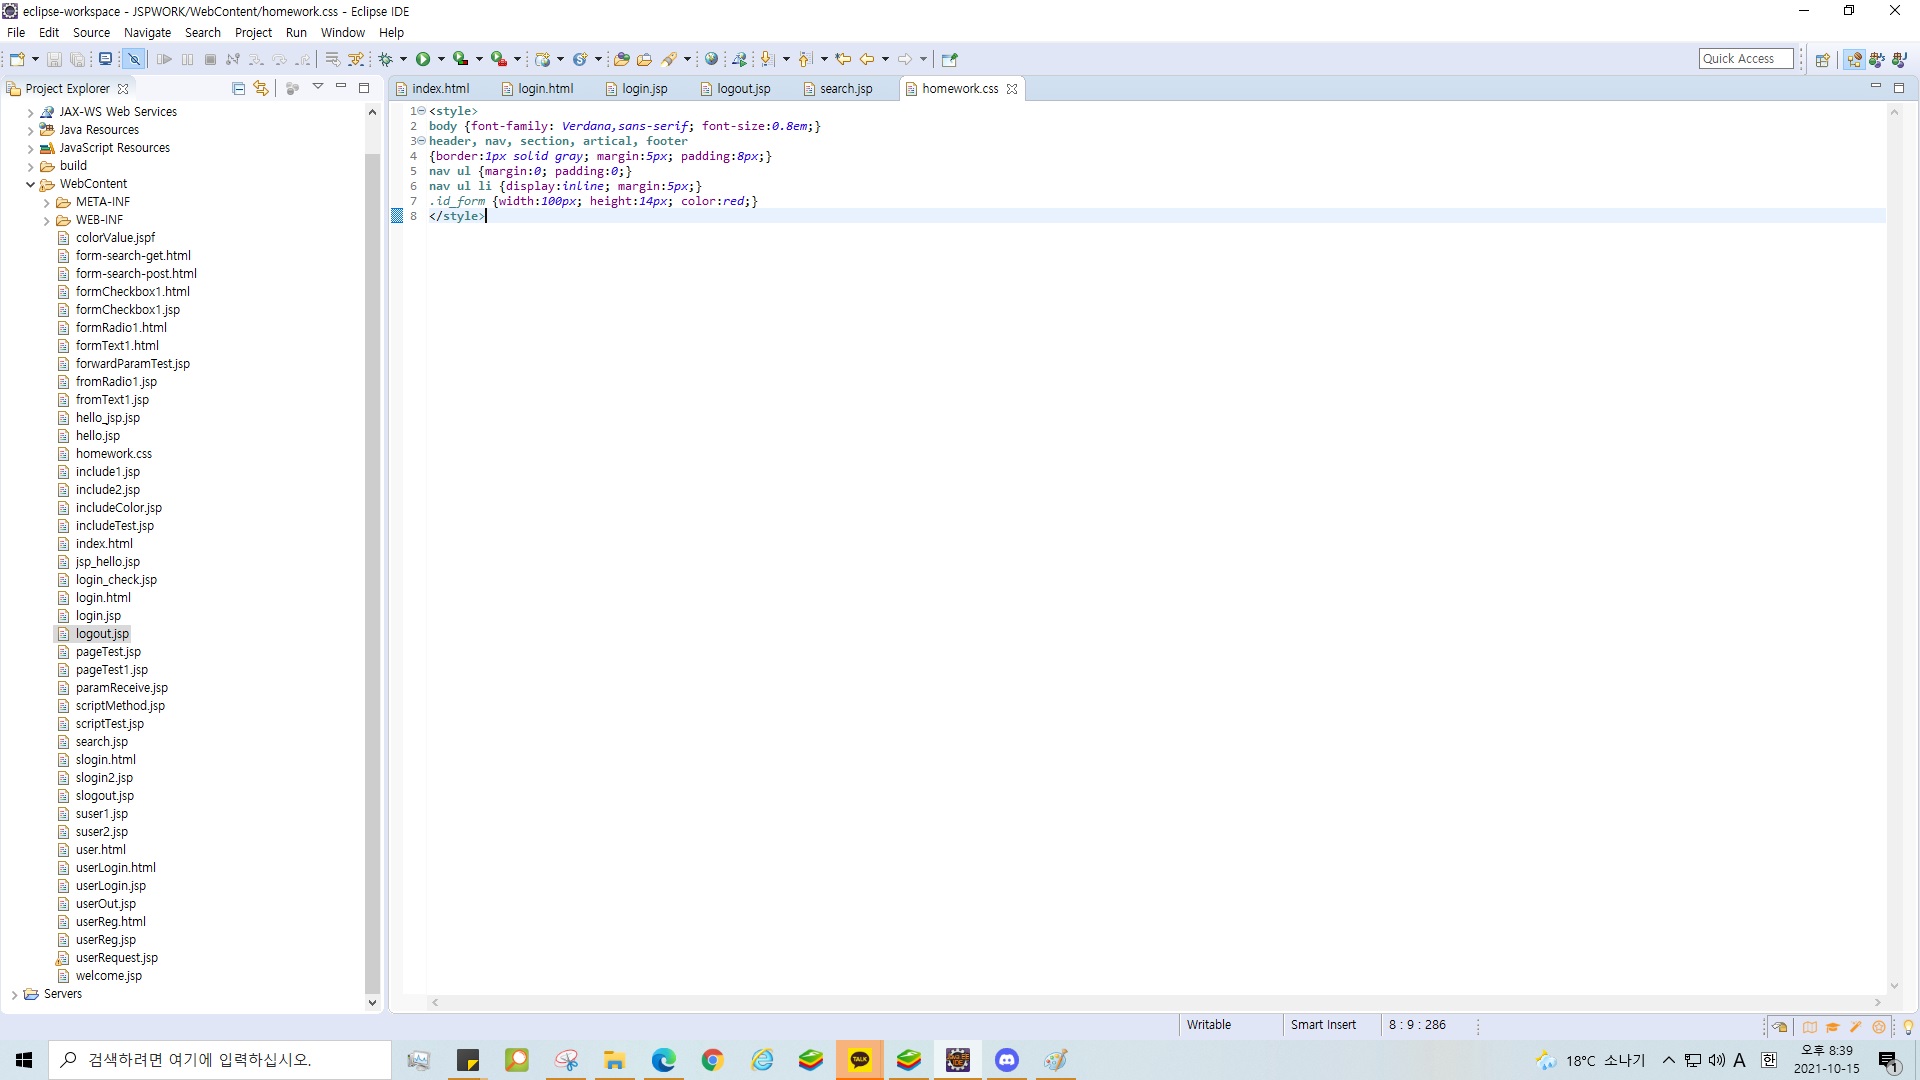 eclipse-workspace - JSPWORK/WebContent/homework.css - Eclipse IDE
File Edit Source Navigate Search Project Run Window Help
Quick Access
Project Explorer
index.html login.html login.jsp logout.jsp search.jsp homework.css
JAX-WS Web Services
Java Resources
JavaScript Resources
build
WebContent
META-INF
WEB-INF
colorValue.jspf
form-search-get.html
form-search-post.html
formCheckbox1.html
formCheckbox1.jsp
formRadio1.html
formText1.html
forwardParamTest.jsp
fromRadio1.jsp
fromText1.jsp
hello_jsp.jsp
hello.jsp
homework.css
include1.jsp
include2.jsp
includeColor.jsp
includeTest.jsp
index.html
jsp_hello.jsp
login_check.jsp
login.html
login.jsp
logout.jsp
pageTest.jsp
pageTest1.jsp
paramReceive.jsp
scriptMethod.jsp
scriptTest.jsp
search.jsp
slogin.html
slogin2.jsp
slogout.jsp
suser1.jsp
suser2.jsp
user.html
userLogin.html
userLogin.jsp
userOut.jsp
userReg.html
userReg.jsp
userRequest.jsp
welcome.jsp
Servers
1 <style>
2 body {font-family: Verdana,sans-serif; font-size:0.8em;}
3 header, nav, section, artical, footer
4 {border:1px solid gray; margin:5px; padding:8px;}
5 nav ul {margin:0; padding:0;}
6 nav ul li {display:inline; margin:5px;}
7 .id_form {width:100px; height:14px; color:red;}
8 </style>
Writable Smart Insert 8 : 9 : 286
검색하려면 여기에 입력하십시오.
TALK
18°C 소나기
A 한
오후 8:39
2021-10-15
1